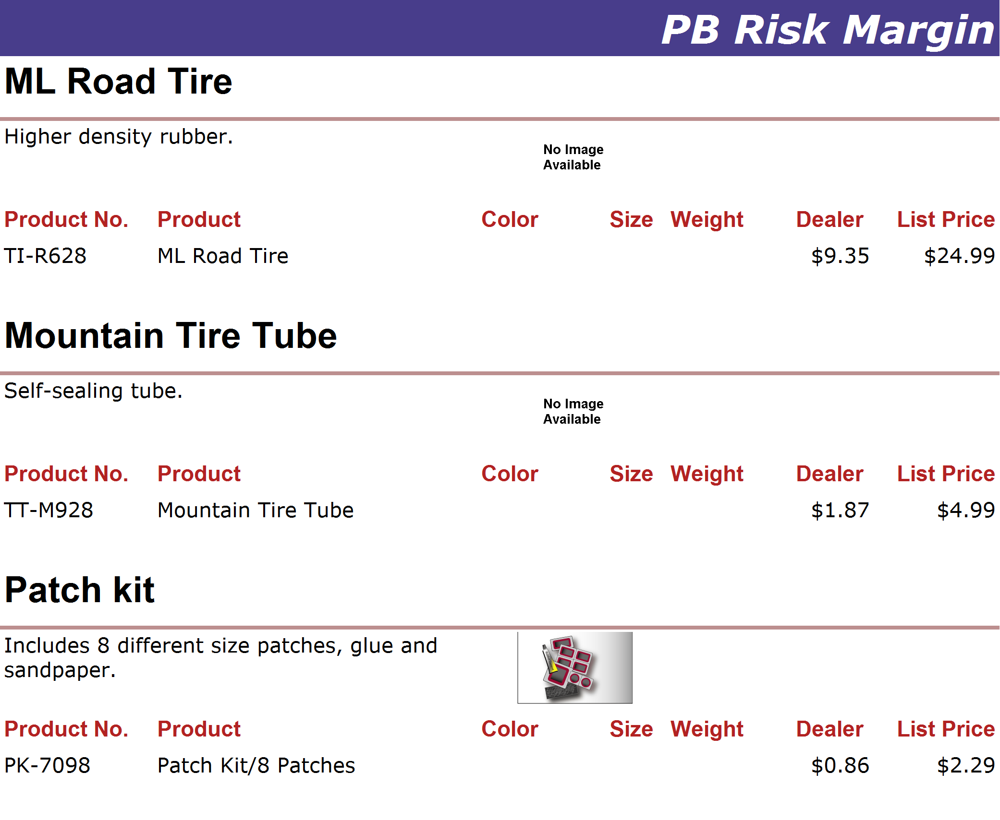 PB Risk Margin
ML Road Tire
Higher density rubber.
No Image
Available
Product No. Product Color Size Weight Dealer List Price
TI-R628 ML Road Tire $9.35 $24.99
Mountain Tire Tube
Self-sealing tube.
No Image
Available
Product No. Product Color Size Weight Dealer List Price
TT-M928 Mountain Tire Tube $1.87 $4.99
Patch kit
Includes 8 different size patches, glue and
sandpaper.
Rubber Cement
Product No. Product Color Size Weight Dealer List Price
PK-7098 Patch Kit/8 Patches $0.86 $2.29